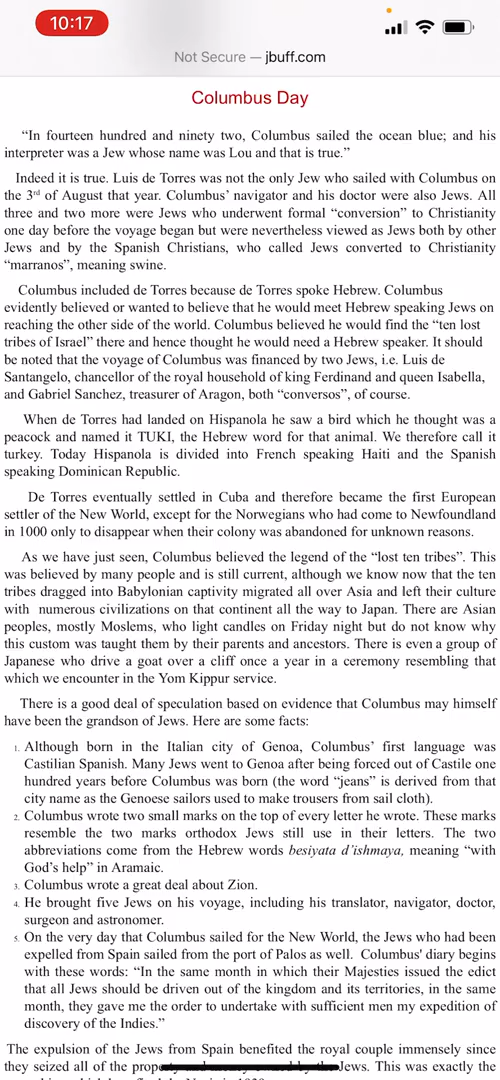 10:17
Not Secure — jbuff.com
Columbus Day
“In fourteen hundred and ninety two, Columbus sailed the ocean blue; and his
interpreter was a Jew whose name was Lou and that is true.”
Indeed it is true. Luis de Torres was not the only Jew who sailed with Columbus on
the 3rd of August that year. Columbus’ navigator and his doctor were also Jews. All
three and two more were Jews who underwent formal “conversion” to Christianity
one day before the voyage began but were nevertheless viewed as Jews both by other
Jews and by the Spanish Christians, who called Jews converted to Christianity
“marranos”, meaning swine.
Columbus included de Torres because de Torres spoke Hebrew. Columbus
evidently believed or wanted to believe that he would meet Hebrew speaking Jews on
reaching the other side of the world. Columbus believed he would find the “ten lost
tribes of Israel” there and hence thought he would need a Hebrew speaker. It should
be noted that the voyage of Columbus was financed by two Jews, i.e. Luis de
Santangelo, chancellor of the royal household of king Ferdinand and queen Isabella,
and Gabriel Sanchez, treasurer of Aragon, both “conversos”, of course.
When de Torres had landed on Hispanola he saw a bird which he thought was a
peacock and named it TUKI, the Hebrew word for that animal. We therefore call it
turkey. Today Hispanola is divided into French speaking Haiti and the Spanish
speaking Dominican Republic.
De Torres eventually settled in Cuba and therefore became the first European
settler of the New World, except for the Norwegians who had come to Newfoundland
in 1000 only to disappear when their colony was abandoned for unknown reasons.
As we have just seen, Columbus believed the legend of the “lost ten tribes”. This
was believed by many people and is still current, although we know now that the ten
tribes dragged into Babylonian captivity migrated all over Asia and left their culture
with numerous civilizations on that continent all the way to Japan. There are Asian
peoples, mostly Moslems, who light candles on Friday night but do not know why
this custom was taught them by their parents and ancestors. There is even a group of
Japanese who drive a goat over a cliff once a year in a ceremony resembling that
which we encounter in the Yom Kippur service.
There is a good deal of speculation based on evidence that Columbus may himself
have been the grandson of Jews. Here are some facts:
1. Although born in the Italian city of Genoa, Columbus’ first language was
Castilian Spanish. Many Jews went to Genoa after being forced out of Castile one
hundred years before Columbus was born (the word “jeans” is derived from that
city name as the Genoese sailors used to make trousers from sail cloth).
2. Columbus wrote two small marks on the top of every letter he wrote. These marks
resemble the two marks orthodox Jews still use in their letters. The two
abbreviations come from the Hebrew words besiyata d’ishmaya, meaning “with
God’s help” in Aramaic.
3. Columbus wrote a great deal about Zion.
4. He brought five Jews on his voyage, including his translator, navigator, doctor,
surgeon and astronomer.
5. On the very day that Columbus sailed for the New World, the Jews who had been
expelled from Spain sailed from the port of Palos as well. Columbus' diary begins
with these words: “In the same month in which their Majesties issued the edict
that all Jews should be driven out of the kingdom and its territories, in the same
month, they gave me the order to undertake with sufficient men my expedition of
discovery of the Indies.”
The expulsion of the Jews from Spain benefited the royal couple immensely since
they seized all of the property Jews. This was exactly the